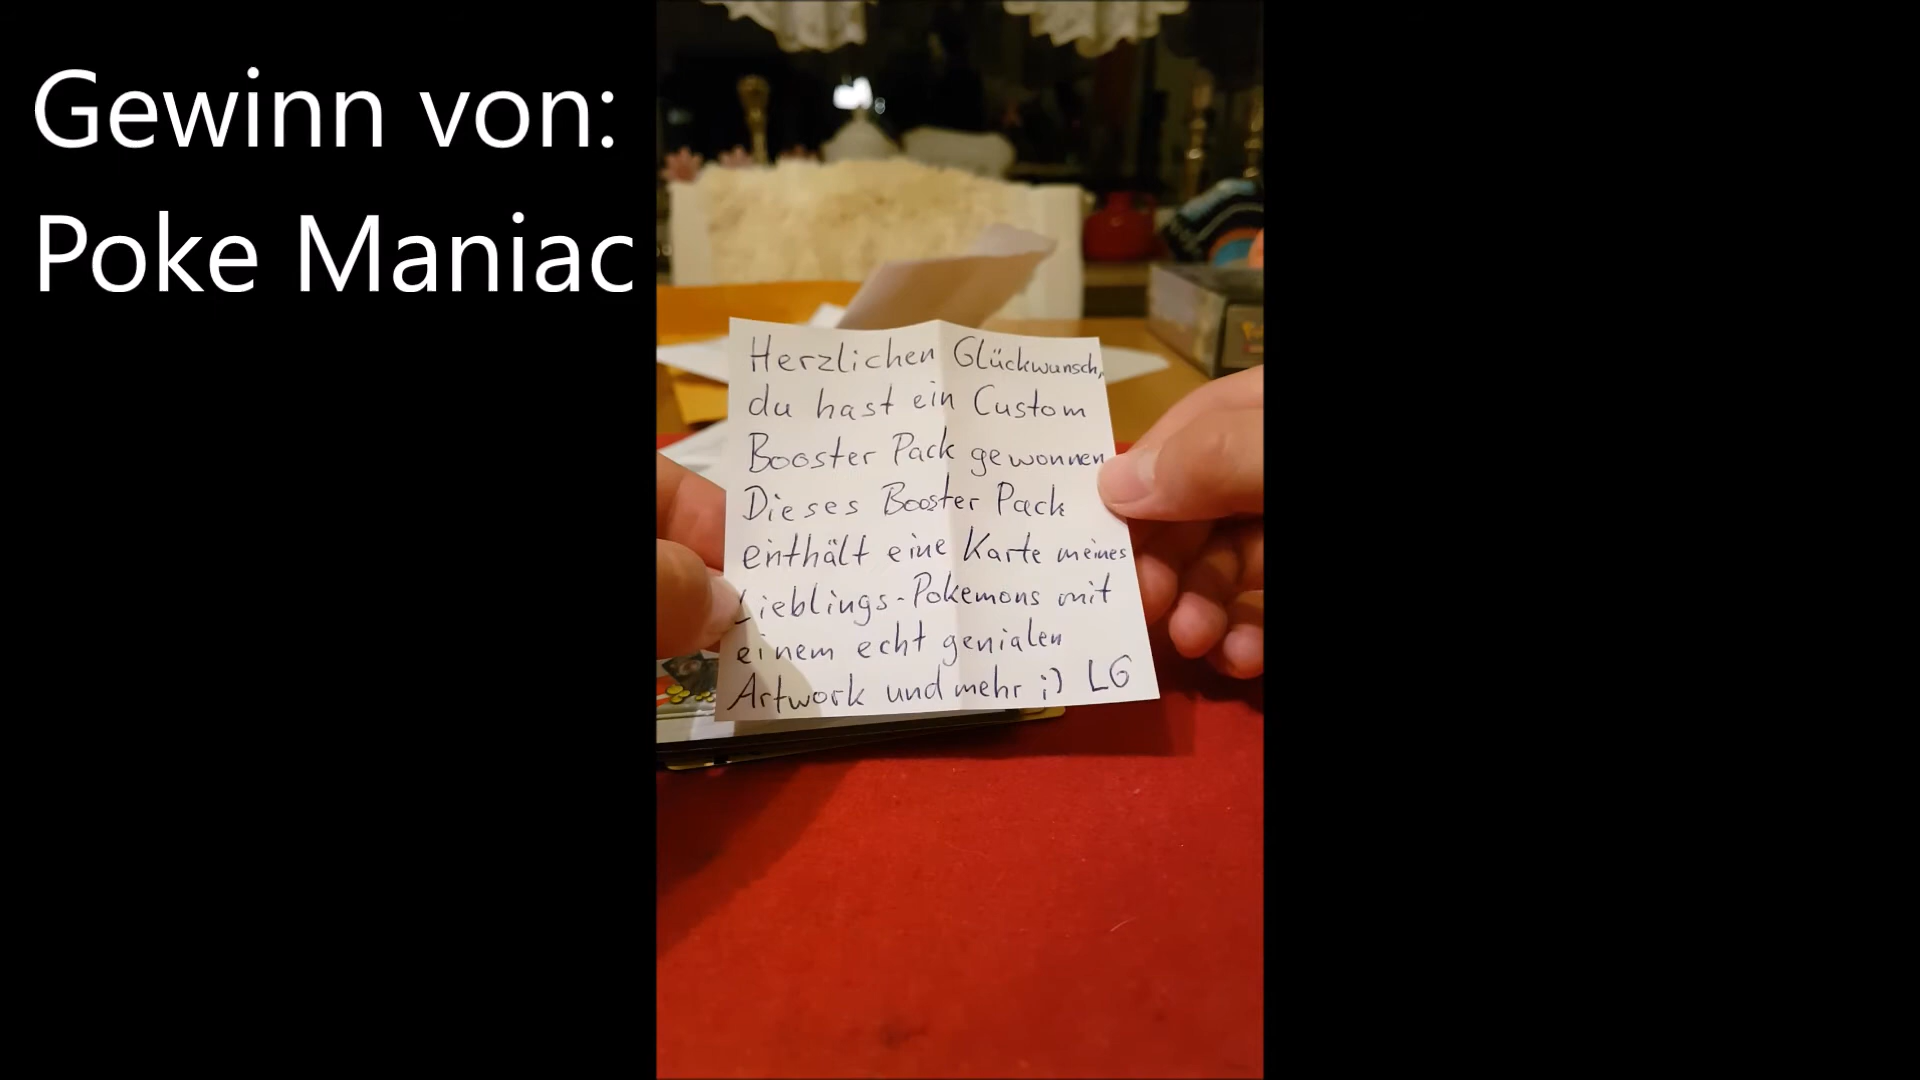 Gewinn von:
Poke Maniac
Herzlichen Glückwunsch,
du hast ein Custom
Booster Pack gewonnen
Dieses Booster Pack
enthält eine Karte meines
Lieblings-Pokemons mit
einem echt genialen
Artwork und mehr ;) LG